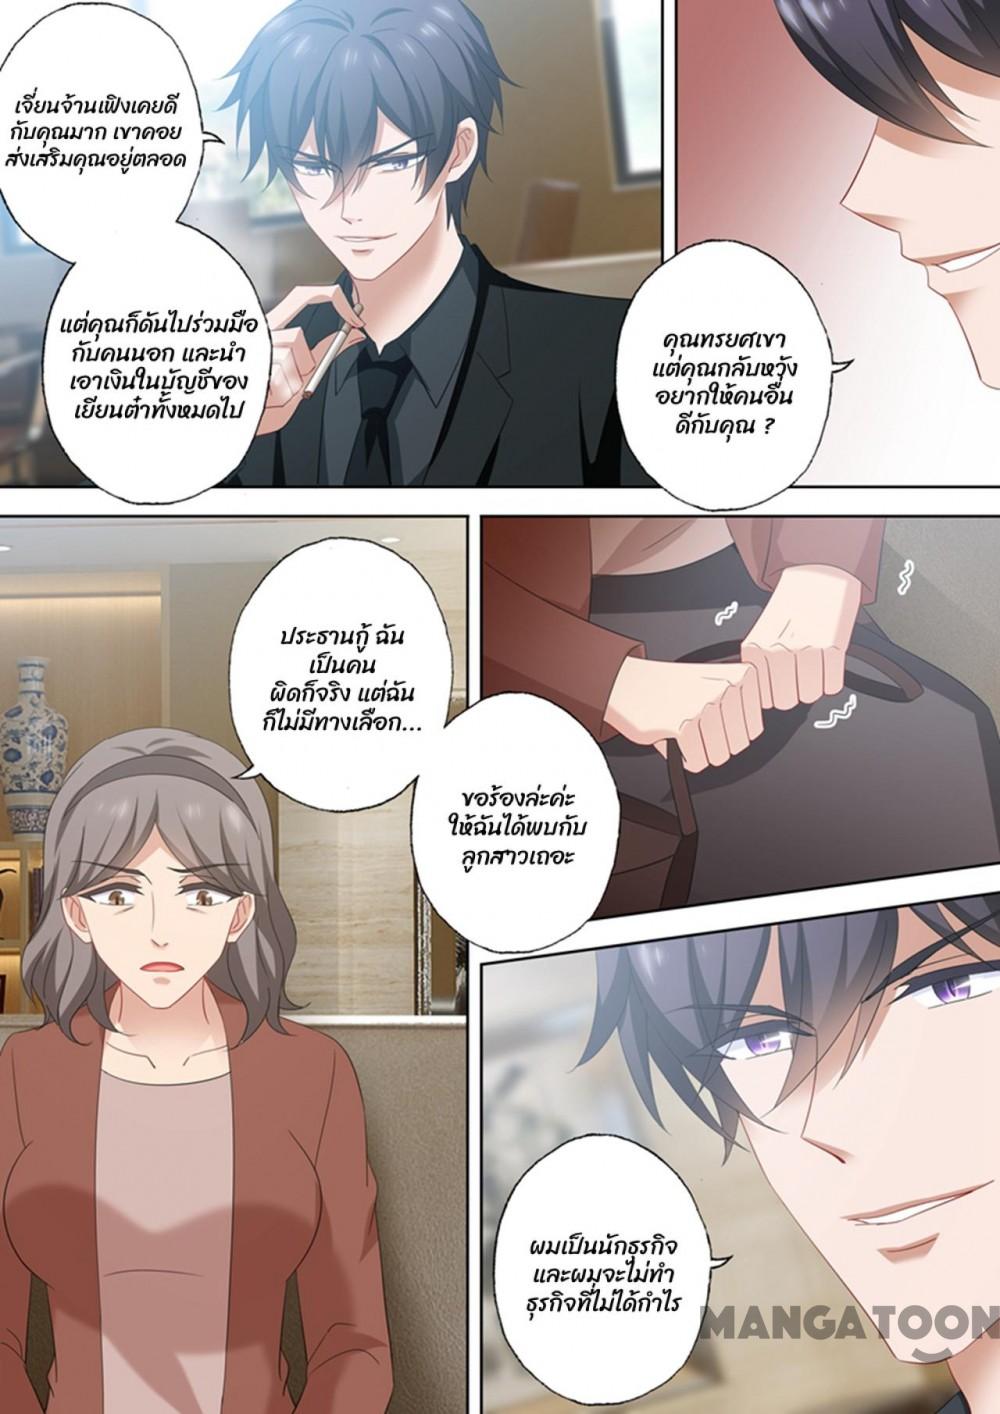 เจี่ยนจ้านเฟิงเคยดี
กับคุณมาก เขาคอย
ส่งเสริมคุณอยู่ตลอด
แต่คุณก็ดันไปร่วมมือ
กับคนนอก และนำ
เอาเงินในบัญชีของ
เยียนต๋าทั้งหมดไป
คุณทรยศเขา
แต่คุณกลับหวัง
อยากให้คนอื่น
ดีกับคุณ ?
ประธานกู้ ฉัน
เป็นคน
ผิดก็จริง แต่ฉัน
ก็ไม่มีทางเลือก...
ขอร้องล่ะค่ะ
ให้ฉันได้พบกับ
ลูกสาวเถอะ
ผมเป็นนักธุรกิจ
และผมจะไม่ทำ
ธุรกิจที่ไม่ได้กำไร
MANGATOON